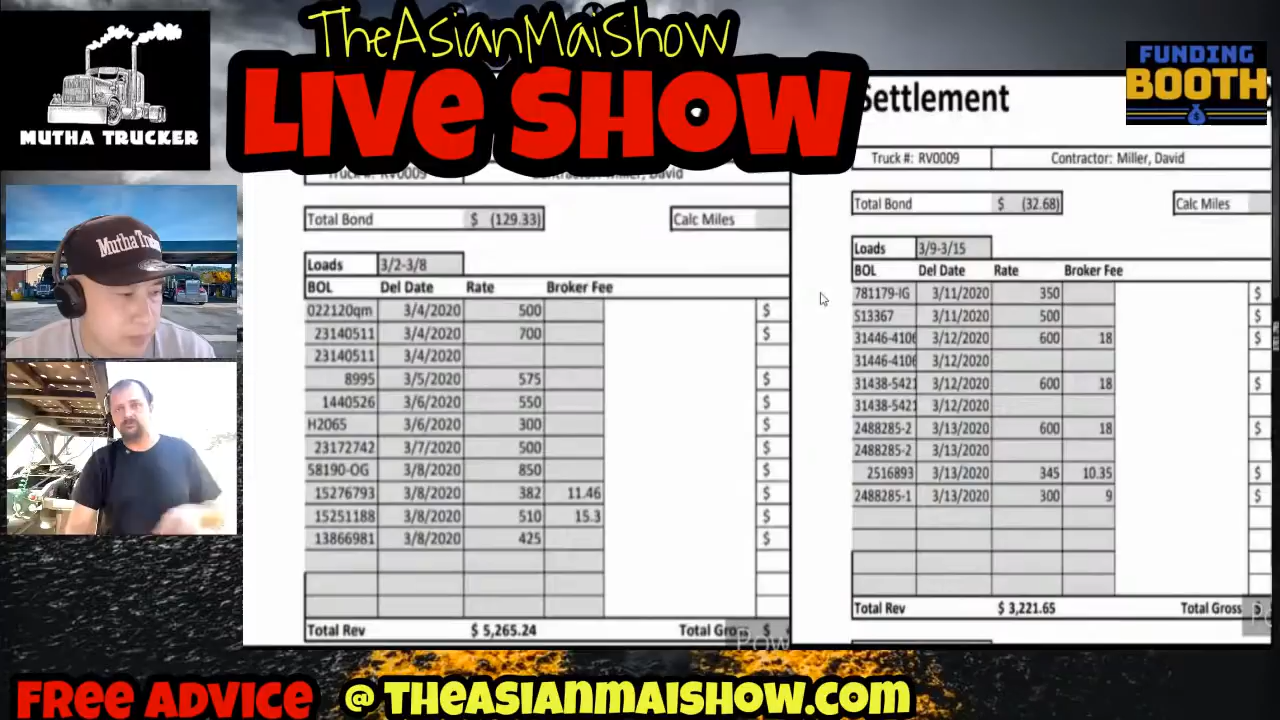 TheAsianMaiShow
LIVE SHOW
MUTHA TRUCKER
FUNDING
BOOTH
Mutha
Truck #: RV0009 Contractor: Miller, David
Total Bond $ (129.33) Calc Miles
Loads 3/2-3/8
BOL Del Date Rate Broker Fee
022120qm 3/4/2020 500 $
23140511 3/4/2020 700 $
23140511 3/4/2020
8995 3/5/2020 575 $
1440526 3/6/2020 550 $
H2065 3/6/2020 300 $
23172742 3/7/2020 500 $
58190-OG 3/8/2020 850 $
15276793 3/8/2020 382 11.46 $
15251188 3/8/2020 510 15.3 $
13866981 3/8/2020 425 $
Total Rev $ 5,265.24 Total Gro $
Settlement
Truck #: RV0009 Contractor: Miller, David
Total Bond $ (32.68) Calc Miles
Loads 3/9-3/15
BOL Del Date Rate Broker Fee
781179-IG 3/11/2020 350 $
S13367 3/11/2020 500 $
31446-4106 3/12/2020 600 18 $
31446-4106 3/12/2020
31438-5421 3/12/2020 600 18 $
31438-5421 3/12/2020
2488285-2 3/13/2020 600 18 $
2488285-2 3/13/2020
2516893 3/13/2020 345 10.35 $
2488285-1 3/13/2020 300 9 $
Total Rev $ 3,221.65 Total Gross $
FREE ADVICE @ THEASIANMAISHOW.COM